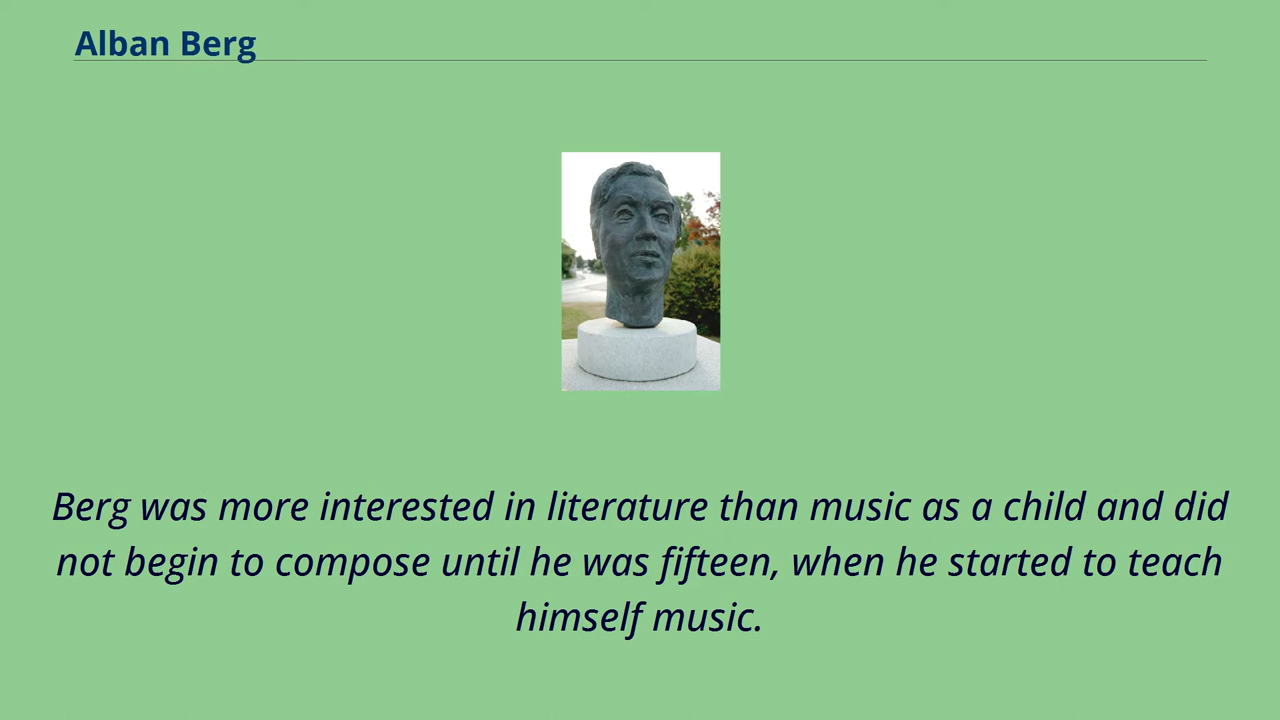 Alban Berg
Berg was more interested in literature than music as a child and did
not begin to compose until he was fifteen, when he started to teach
himself music.